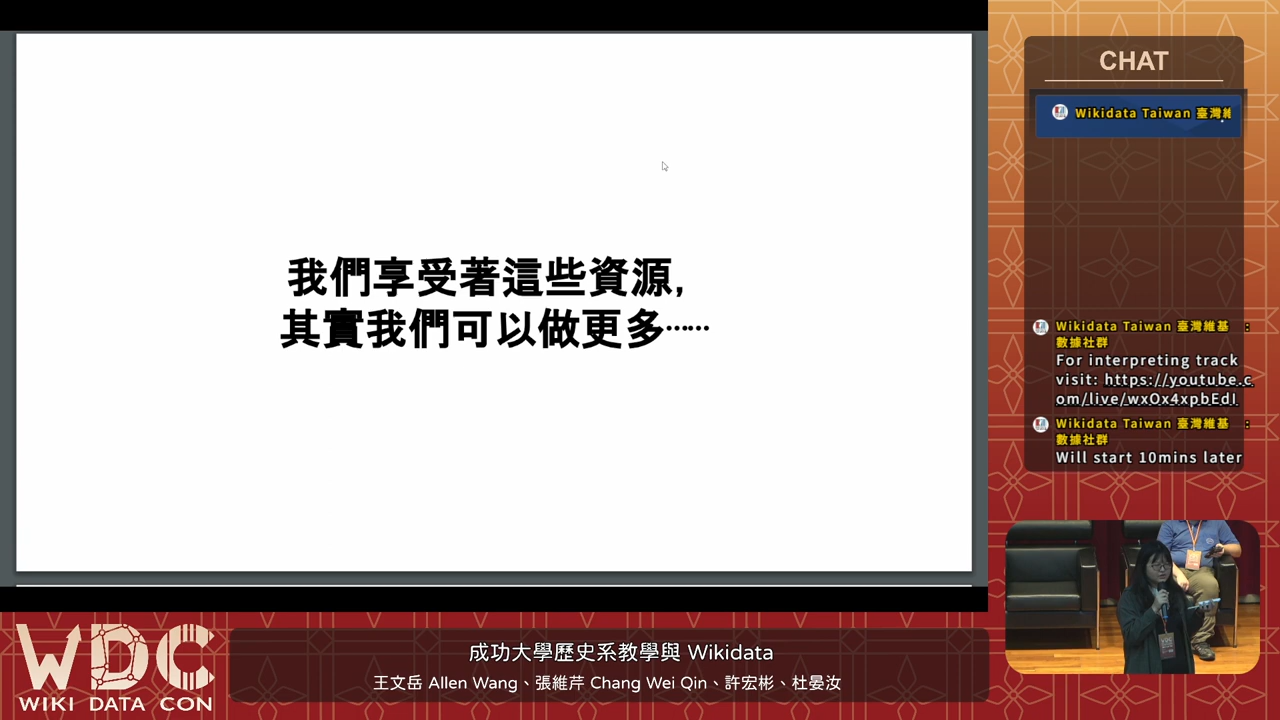 我們享受著這些資源,
其實我們可以做更多……
CHAT
Wikidata Taiwan 臺灣維
Wikidata Taiwan 臺灣維基數據社群 :
For interpreting track
visit: https://youtube.c
om/live/wxOx4xpbEdI
Wikidata Taiwan 臺灣維基數據社群 :
Will start 10mins later
WDC
WIKI DATA CON
成功大學歷史系教學與 Wikidata
王文岳 Allen Wang、張維芹 Chang Wei Qin、許宏彬、杜晏汝